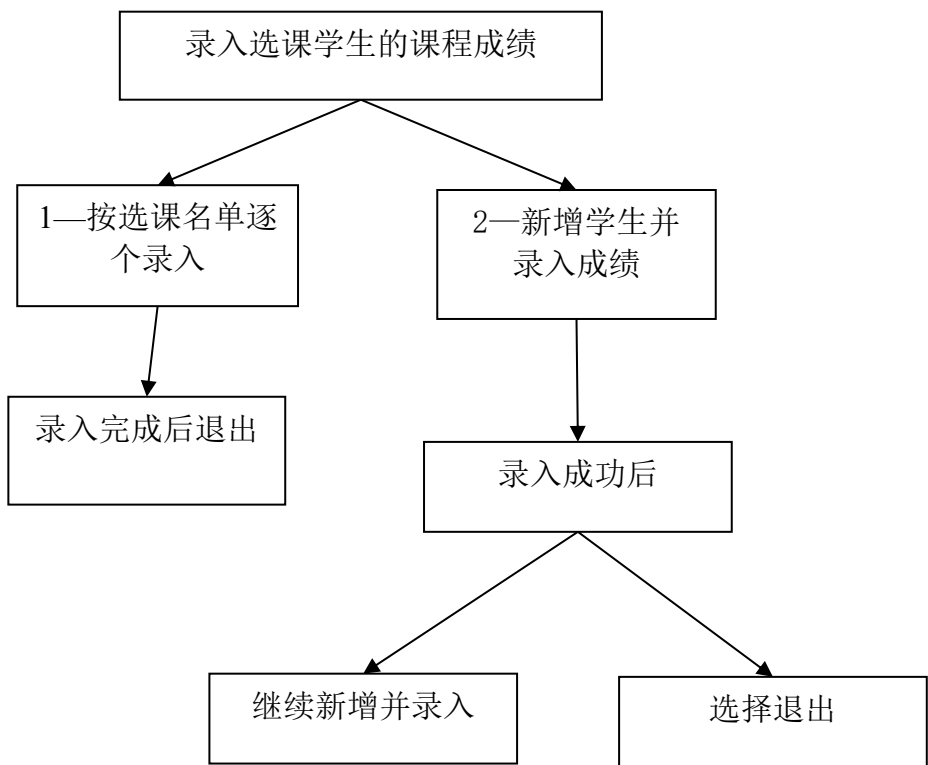 录入选课学生的课程成绩
1—按选课名单逐
个录入
2—新增学生并
录入成绩
录入完成后退出
录入成功后
继续新增并录入
选择退出